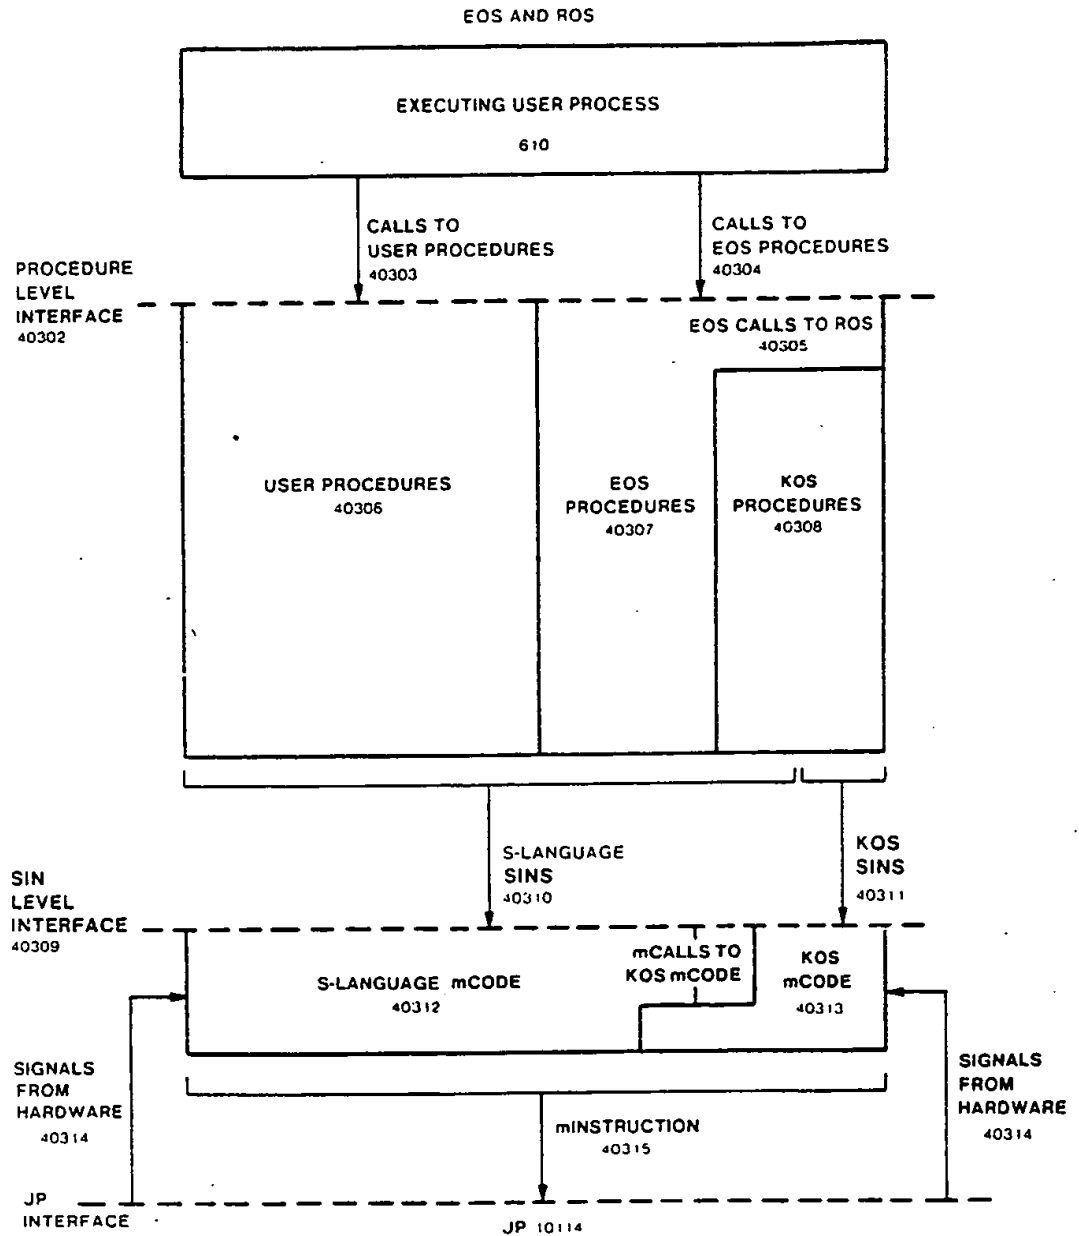 EOS AND ROS
EXECUTING USER PROCESS
610
CALLS TO
USER PROCEDURES
40303
CALLS TO
EOS PROCEDURES
40304
PROCEDURE
LEVEL
INTERFACE
40302
EOS CALLS TO ROS
40305
USER PROCEDURES
40306
EOS
PROCEDURES
40307
KOS
PROCEDURES
40308
S-LANGUAGE
SINS
40310
KOS
SINS
40311
SIN
LEVEL
INTERFACE
40309
S-LANGUAGE mCODE
40312
mCALLS TO
KOS mCODE
KOS
mCODE
40313
SIGNALS
FROM
HARDWARE
40314
SIGNALS
FROM
HARDWARE
40314
mINSTRUCTION
40315
JP
INTERFACE
JP 10114